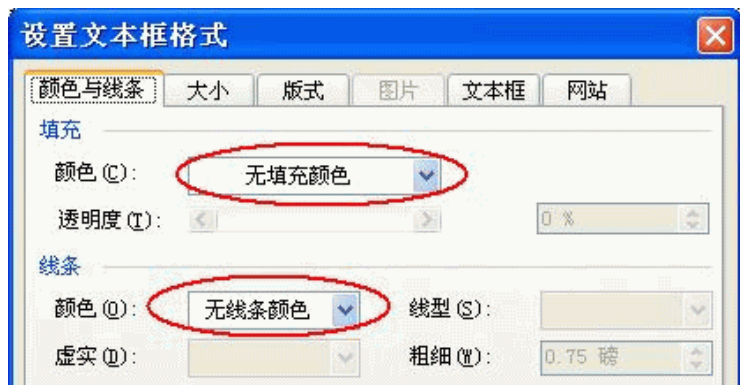 设置文本框格式
颜色与线条 大小 版式 图片 文本框 网站
填充
颜色(C): 无填充颜色
透明度(T): 0 %
线条
颜色(O): 无线条颜色 线型(S):
虚实(D): 粗细(W): 0.75 磅